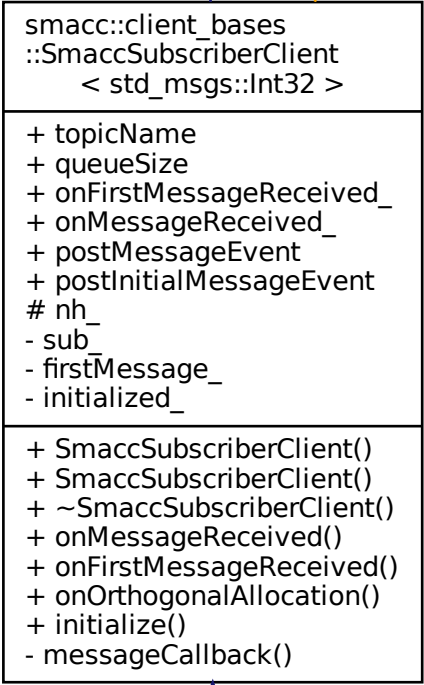 smacc::client_bases
::SmaccSubscriberClient
< std_msgs::Int32 >
+ topicName
+ queueSize
+ onFirstMessageReceived_
+ onMessageReceived_
+ postMessageEvent
+ postInitialMessageEvent
# nh_
- sub_
- firstMessage_
- initialized_
+ SmaccSubscriberClient()
+ SmaccSubscriberClient()
+ ~SmaccSubscriberClient()
+ onMessageReceived()
+ onFirstMessageReceived()
+ onOrthogonalAllocation()
+ initialize()
- messageCallback()